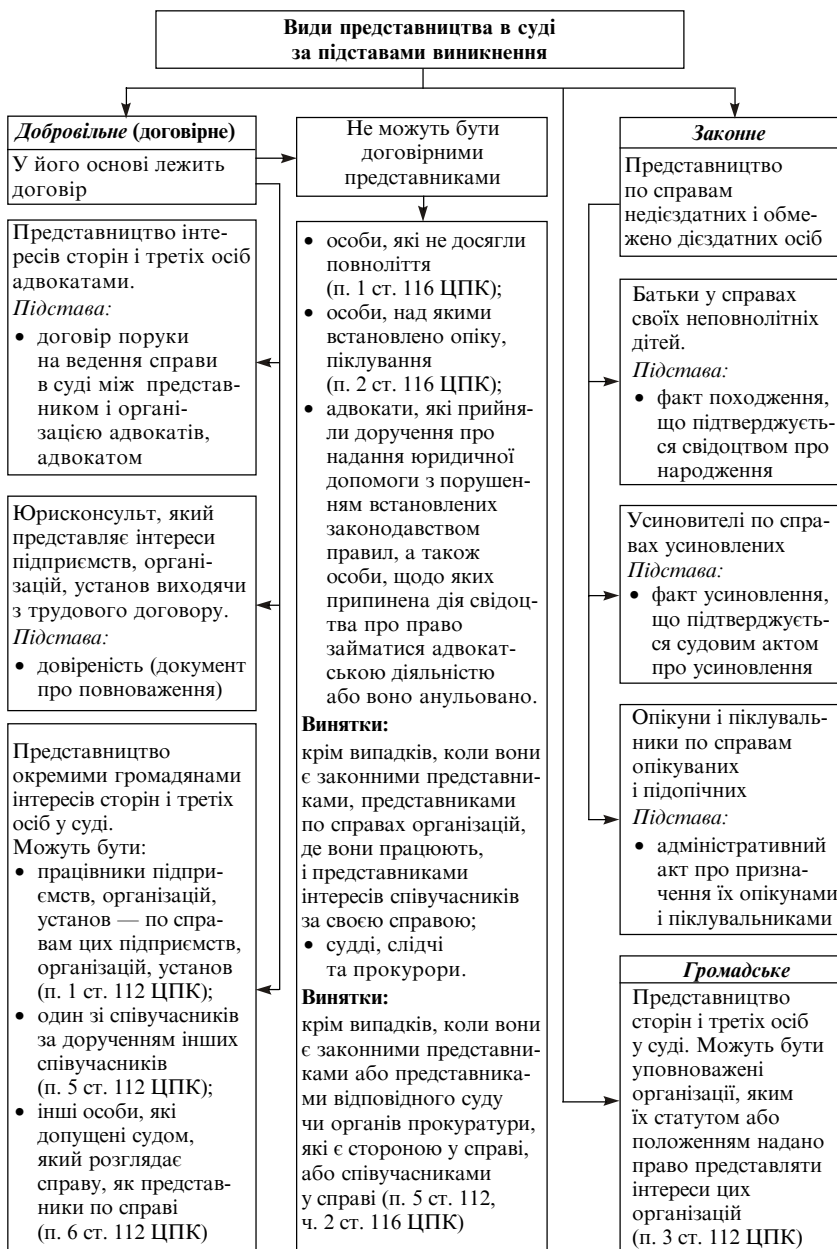 Види представництва в суді
за підставами виникнення
Добровільне (договірне)
У його основі лежить
договір
Представництво інте-
ресів сторін і третіх осіб
адвокатами.
Підстава:
• договір поруки
на ведення справи
в суді між представ-
ником і органі-
зацією адвокатів,
адвокатом
Юрисконсульт, який
представляє інтереси
підприємств, органі-
зацій, установ виходячи
з трудового договору.
Підстава:
• довіреність (документ
про повноваження)
Представництво
окремими громадянами
інтересів сторін і третіх
осіб у суді.
Можуть бути:
• працівники підпри-
ємств, організацій,
установ — по спра-
вам цих підприємств,
організацій, установ
(п. 1 ст. 112 ЦПК);
• один зі співучасників
за дорученням інших
співучасників
(п. 5 ст. 112 ЦПК);
• інші особи, які
допущені судом,
який розглядає
справу, як представ-
ники по справі
(п. 6 ст. 112 ЦПК)
Не можуть бути
договірними
представниками
• особи, які не досягли
повноліття
(п. 1 ст. 116 ЦПК);
• особи, над якими
встановлено опіку,
піклування
(п. 2 ст. 116 ЦПК);
• адвокати, які прийня-
ли доручення про
надання юридичної
допомоги з порушен-
ням встановлених
законодавством
правил, а також
особи, щодо яких
припинена дія свідоц-
тва про право
займатися адвокат-
ською діяльністю
або воно анульовано.
Винятки:
крім випадків, коли вони
є законними представни-
ками, представниками
по справах організацій,
де вони працюють,
і представниками
інтересів співучасників
за своєю справою;
• судді, слідчі
та прокурори.
Винятки:
крім випадків, коли вони
є законними представни-
ками або представника-
ми відповідного суду
чи органів прокуратури,
які є стороною у справі,
або співучасниками
у справі (п. 5 ст. 112,
ч. 2 ст. 116 ЦПК)
Законне
Представництво
по справам
недієздатних і обме-
жено дієздатних осіб
Батьки у справах
своїх неповнолітніх
дітей.
Підстава:
• факт походження,
що підтверджуєть-
ся свідоцтвом про
народження
Усиновителі по спра-
вах усиновлених
Підстава:
• факт усиновлення,
що підтверджуєть-
ся судовим актом
про усиновлення
Опікуни і піклуваль-
ники по справам
опікуваних
і підопічних
Підстава:
• адміністративний
акт про призна-
чення їх опікунами
і піклувальниками
Громадське
Представництво
сторін і третіх осіб
у суді. Можуть бути
уповноважені
організації, яким
їх статутом або
положенням надано
право представляти
інтереси цих
організацій
(п. 3 ст. 112 ЦПК)